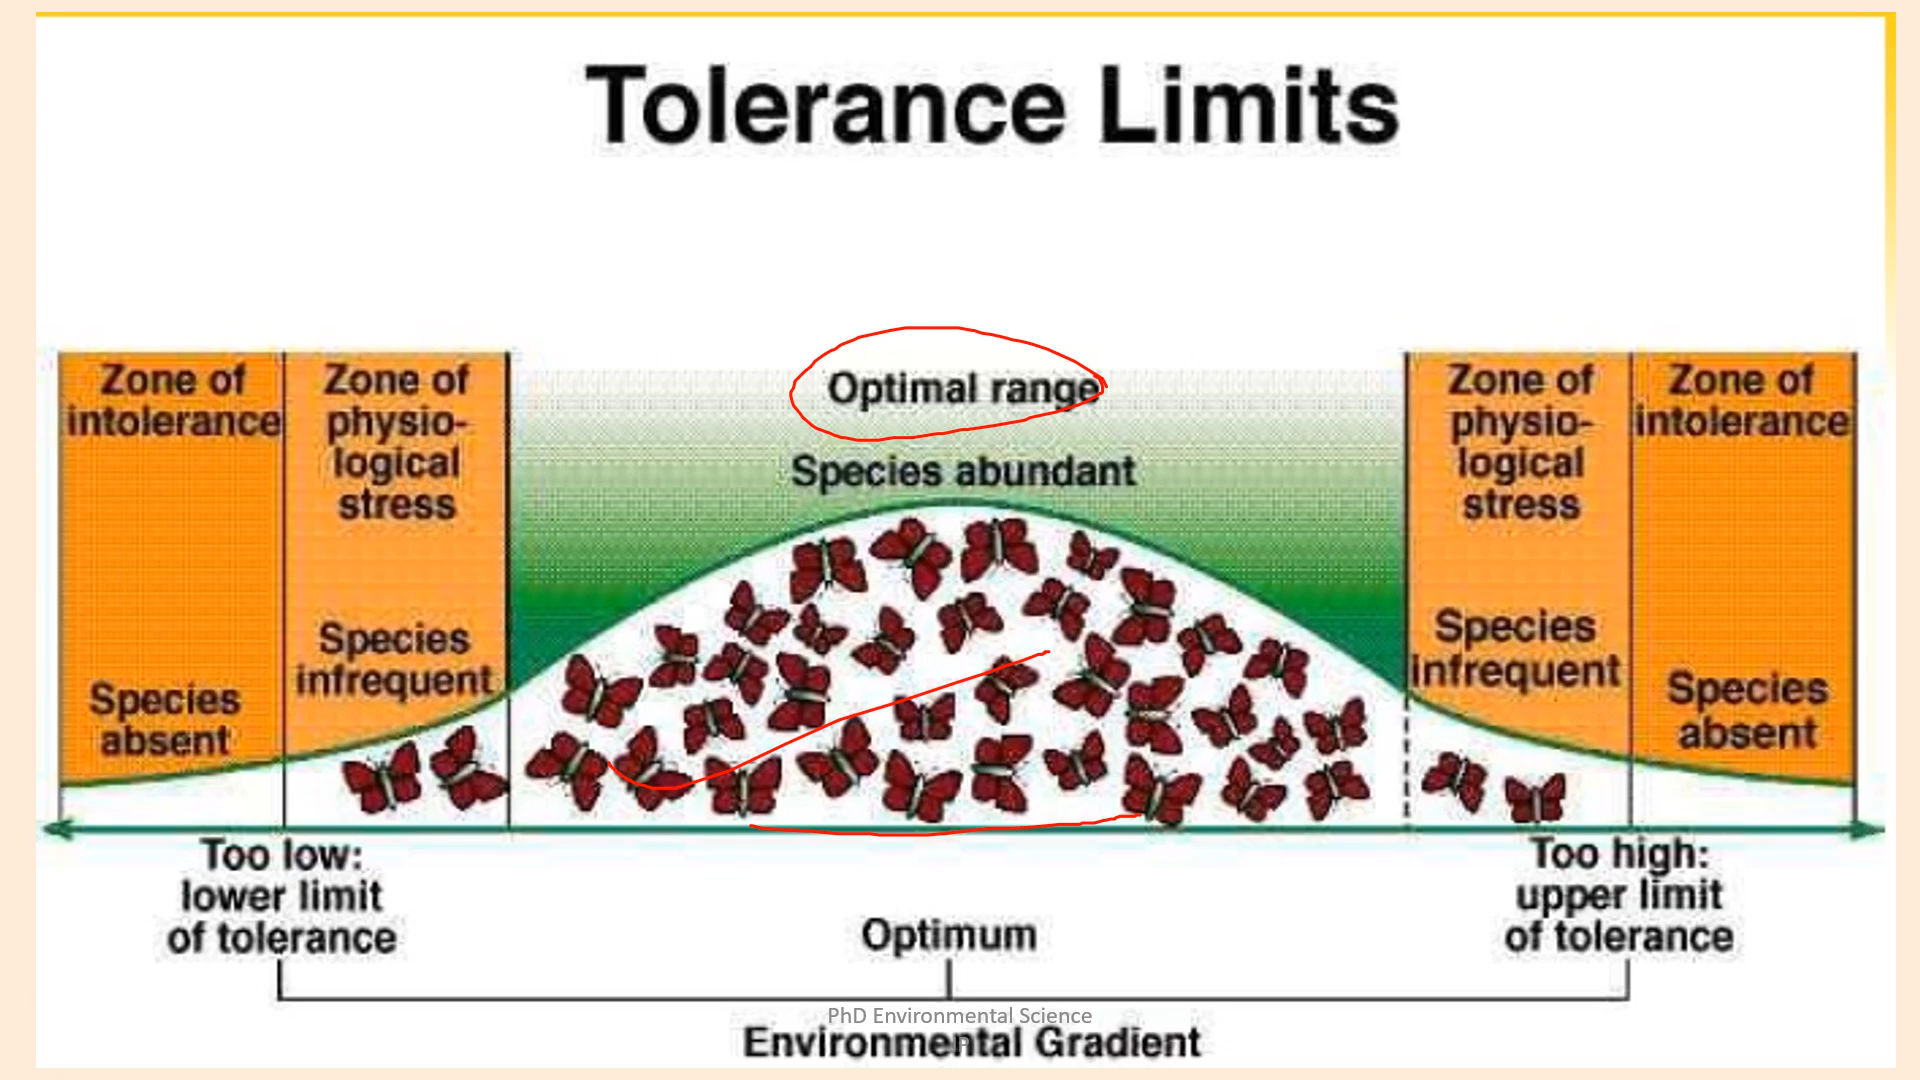 Tolerance Limits
Zone of
intolerance
Species
absent
Zone of
physio-
logical
stress
Species
infrequent
Optimal range
Species abundant
Zone of
physio-
logical
stress
Species
infrequent
Zone of
intolerance
Species
absent
Too low:
lower limit
of tolerance
Optimum
Too high:
upper limit
of tolerance
PhD Environmental Science
Environmental Gradient